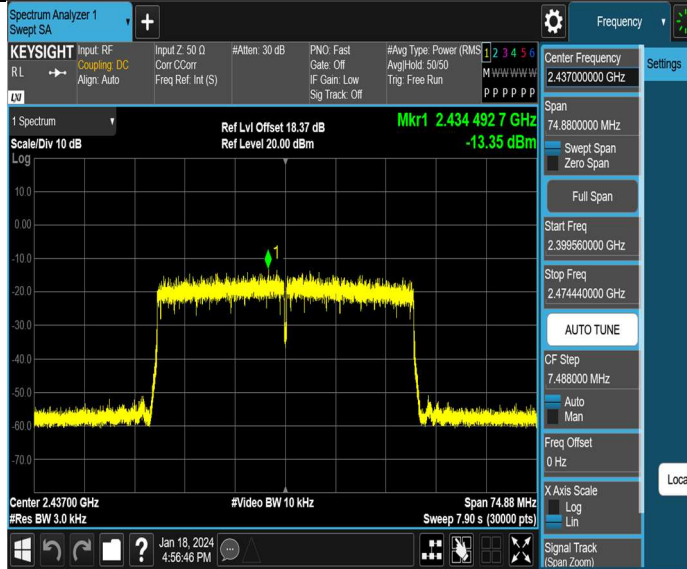 Spectrum Analyzer 1
Swept SA
+
Frequency
KEYSIGHT
RL
LXI
Input: RF
Coupling: DC
Align: Auto
Input Z: 50 Ω
Corr CCorr
Freq Ref: Int (S)
#Atten: 30 dB
PNO: Fast
Gate: Off
IF Gain: Low
Sig Track: Off
#Avg Type: Power (RMS
Avg|Hold: 50/50
Trig: Free Run
1 2 3 4 5 6
M W W W W W
P P P P P P
1 Spectrum
Scale/Div 10 dB
Log
Ref Lvl Offset 18.37 dB
Ref Level 20.00 dBm
Mkr1 2.434 492 7 GHz
-13.35 dBm
10.0
0.00
-10.0
-20.0
-30.0
-40.0
-50.0
-60.0
-70.0
1
Center 2.43700 GHz
#Res BW 3.0 kHz
#Video BW 10 kHz
Span 74.88 MHz
Sweep 7.90 s (30000 pts)
Jan 18, 2024
4:56:46 PM
?
Center Frequency
2.437000000 GHz
Settings
Span
74.8800000 MHz
Swept Span
Zero Span
Full Span
Start Freq
2.399560000 GHz
Stop Freq
2.474440000 GHz
AUTO TUNE
CF Step
7.488000 MHz
Auto
Man
Freq Offset
0 Hz
X Axis Scale
Log
Lin
Loca
Signal Track
(Span Zoom)